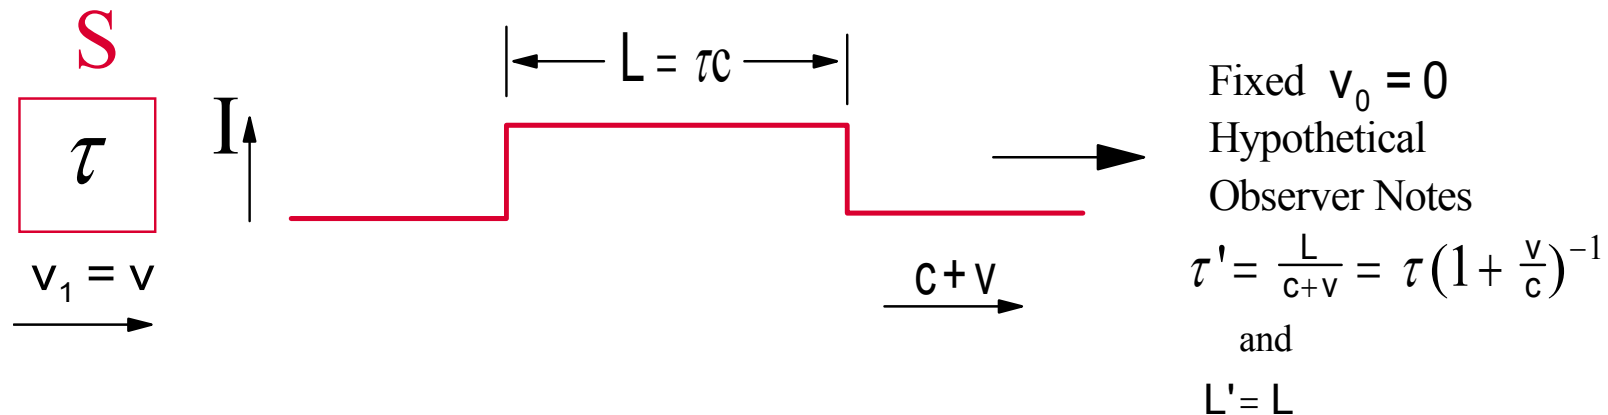 S
τ
v₁ = v
I
L = τc
c + v
Fixed v₀ = 0
Hypothetical
Observer Notes
τ' = L/(c+v) = τ(1 + v/c)⁻¹
and
L' = L